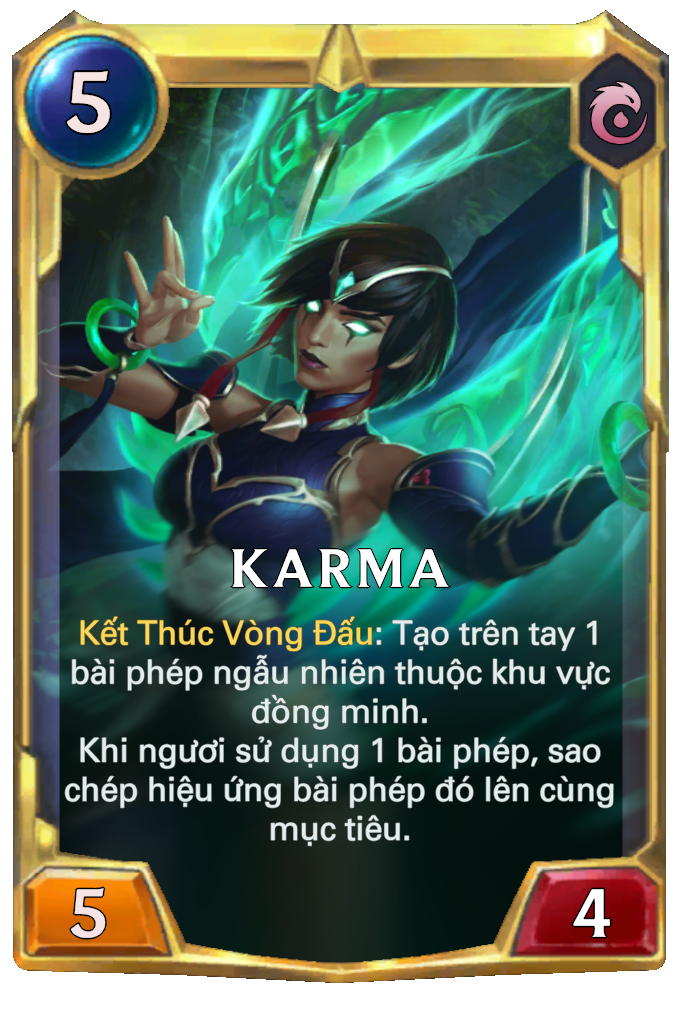 5
KARMA
Kết Thúc Vòng Đấu: Tạo trên tay 1
bài phép ngẫu nhiên thuộc khu vực
đồng minh.
Khi ngươi sử dụng 1 bài phép, sao
chép hiệu ứng bài phép đó lên cùng
mục tiêu.
5
4